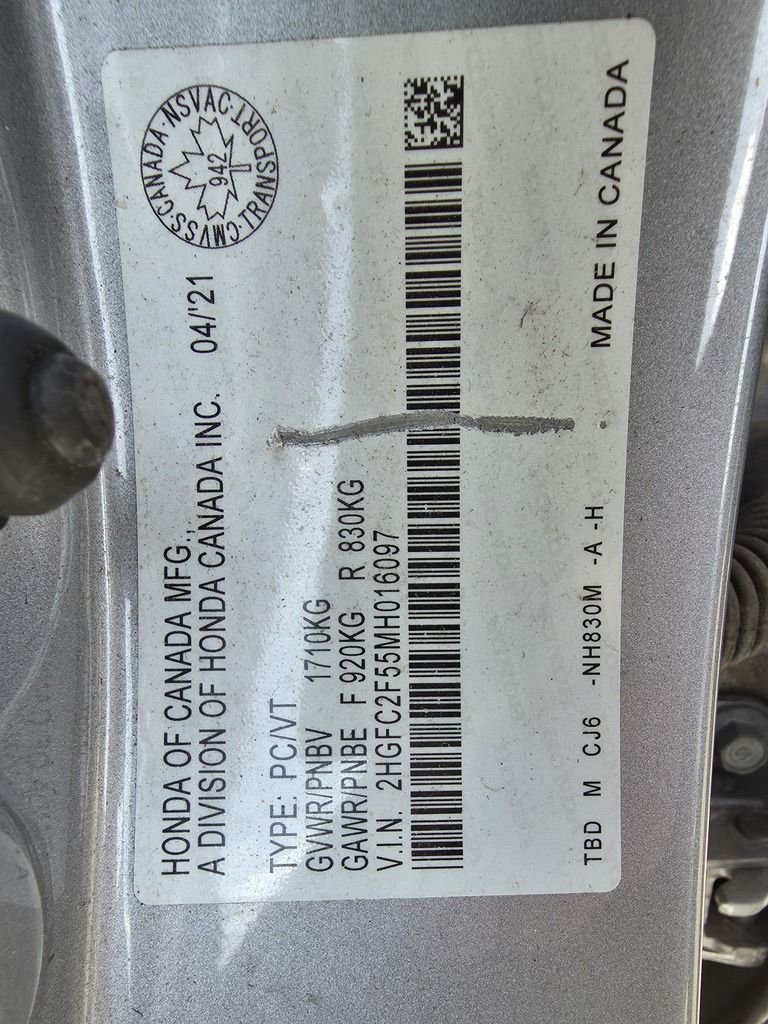 HONDA OF CANADA MFG.,
A DIVISION OF HONDA CANADA INC. 04/'21
CMVSS·CANADA·NSVAC·TRANSPORT·
942
TYPE: PC/VT
GVWR/PNBV 1710KG
GAWR/PNBE F 920KG R 830KG
V.I.N. 2HGFC2F55MH016097
TBD M CJ6 -NH830M -A -H
MADE IN CANADA